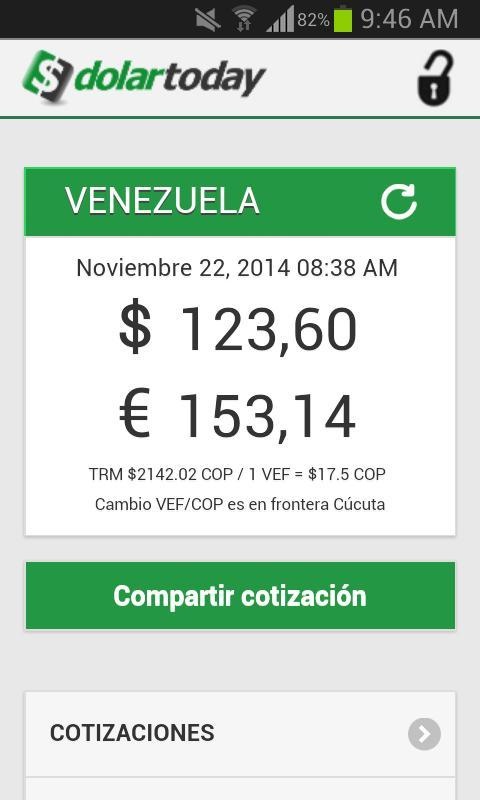 82% 9:46 AM
dolartoday
VENEZUELA
Noviembre 22, 2014 08:38 AM
$ 123,60
€ 153,14
TRM $2142.02 COP / 1 VEF = $17.5 COP
Cambio VEF/COP es en frontera Cúcuta
Compartir cotización
COTIZACIONES